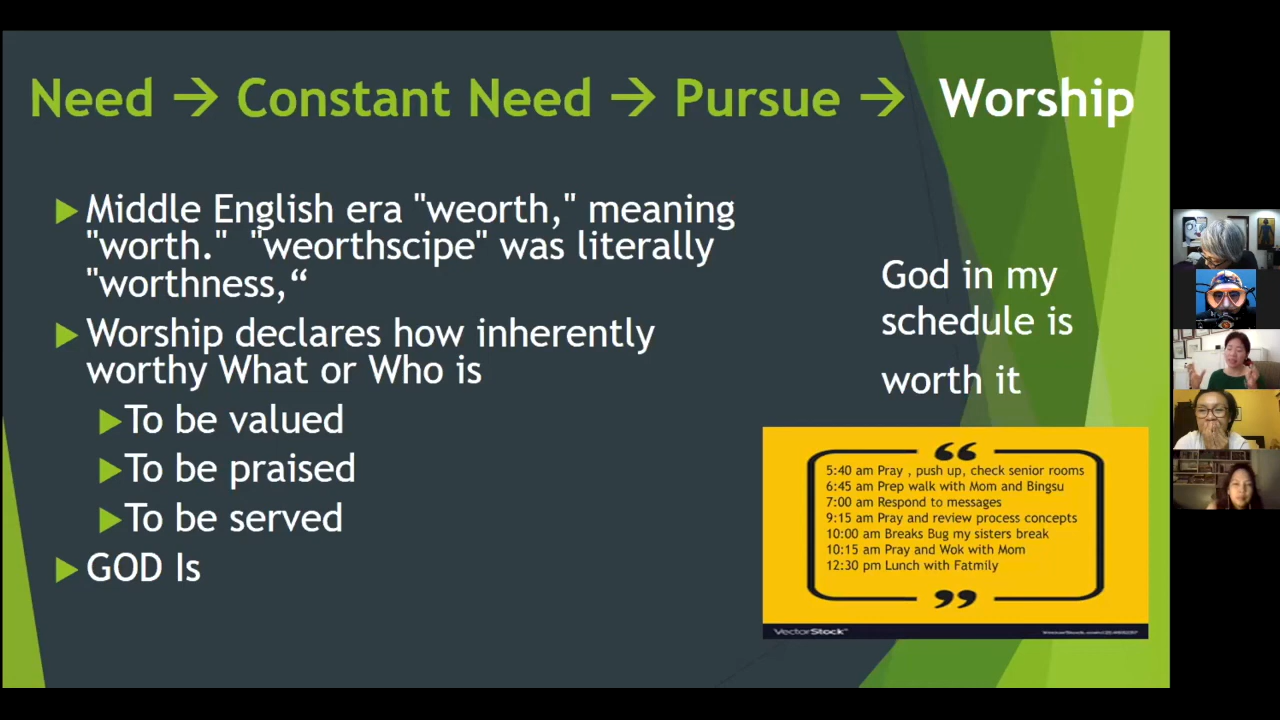 Need → Constant Need → Pursue → Worship
▶Middle English era "weorth," meaning
"worth."  "weorthscipe" was literally
"worthness,“
▶Worship declares how inherently
worthy What or Who is
▶To be valued
▶To be praised
▶To be served
▶GOD Is
God in my
schedule is
worth it
“
5:40 am Pray , push up, check senior rooms
6:45 am Prep walk with Mom and Bingsu
7:00 am Respond to messages
9:15 am Pray and review process concepts
10:00 am Breaks Bug my sisters break
10:15 am Pray and Wok with Mom
12:30 pm Lunch with Fatmily
”
VectorStock